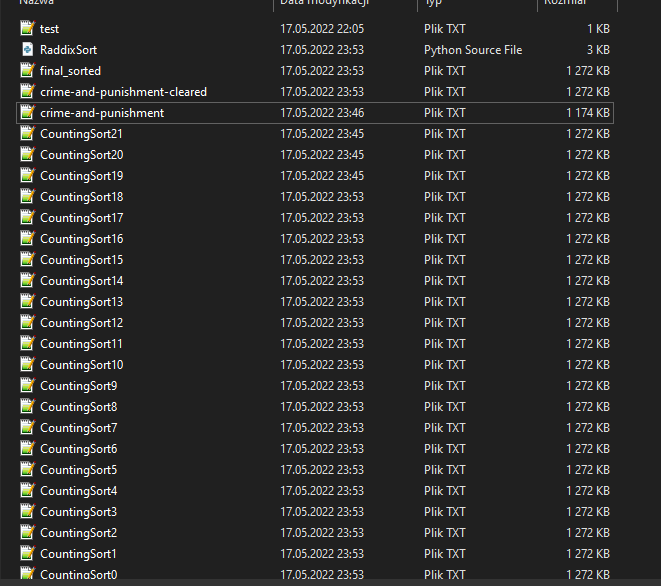 Nazwa Data modyfikacji Typ Rozmiar
test 17.05.2022 22:05 Plik TXT 1 KB
RaddixSort 17.05.2022 23:53 Python Source File 3 KB
final_sorted 17.05.2022 23:53 Plik TXT 1 272 KB
crime-and-punishment-cleared 17.05.2022 23:53 Plik TXT 1 272 KB
crime-and-punishment 17.05.2022 23:46 Plik TXT 1 174 KB
CountingSort21 17.05.2022 23:45 Plik TXT 1 272 KB
CountingSort20 17.05.2022 23:45 Plik TXT 1 272 KB
CountingSort19 17.05.2022 23:45 Plik TXT 1 272 KB
CountingSort18 17.05.2022 23:53 Plik TXT 1 272 KB
CountingSort17 17.05.2022 23:53 Plik TXT 1 272 KB
CountingSort16 17.05.2022 23:53 Plik TXT 1 272 KB
CountingSort15 17.05.2022 23:53 Plik TXT 1 272 KB
CountingSort14 17.05.2022 23:53 Plik TXT 1 272 KB
CountingSort13 17.05.2022 23:53 Plik TXT 1 272 KB
CountingSort12 17.05.2022 23:53 Plik TXT 1 272 KB
CountingSort11 17.05.2022 23:53 Plik TXT 1 272 KB
CountingSort10 17.05.2022 23:53 Plik TXT 1 272 KB
CountingSort9 17.05.2022 23:53 Plik TXT 1 272 KB
CountingSort8 17.05.2022 23:53 Plik TXT 1 272 KB
CountingSort7 17.05.2022 23:53 Plik TXT 1 272 KB
CountingSort6 17.05.2022 23:53 Plik TXT 1 272 KB
CountingSort5 17.05.2022 23:53 Plik TXT 1 272 KB
CountingSort4 17.05.2022 23:53 Plik TXT 1 272 KB
CountingSort3 17.05.2022 23:53 Plik TXT 1 272 KB
CountingSort2 17.05.2022 23:53 Plik TXT 1 272 KB
CountingSort1 17.05.2022 23:53 Plik TXT 1 272 KB
CountingSort0 17.05.2022 23:53 Plik TXT 1 272 KB